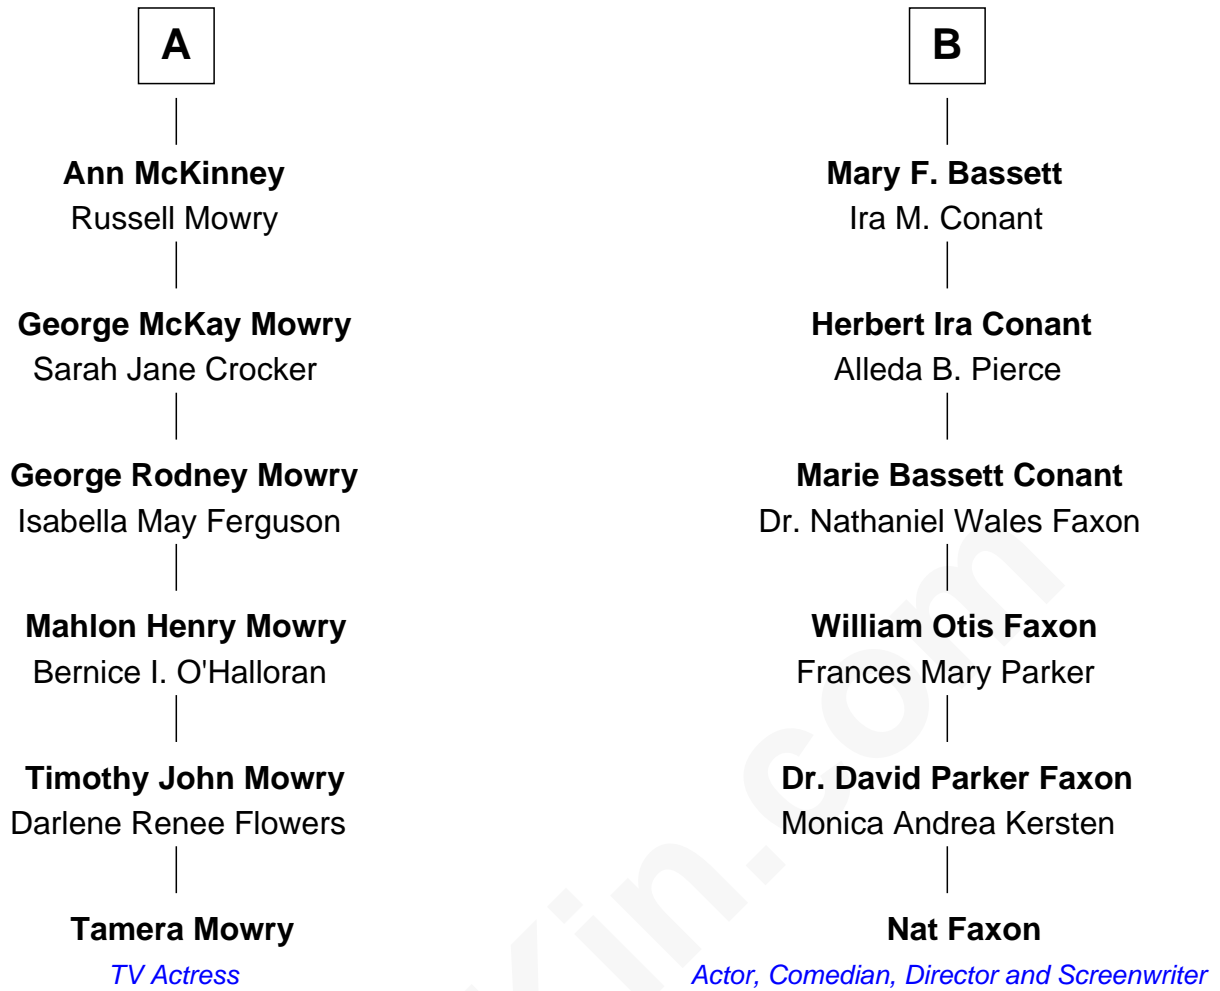 A
Ann McKinney
Russell Mowry
George McKay Mowry
Sarah Jane Crocker
George Rodney Mowry
Isabella May Ferguson
Mahlon Henry Mowry
Bernice I. O'Halloran
Timothy John Mowry
Darlene Renee Flowers
Tamera Mowry
TV Actress
B
Mary F. Bassett
Ira M. Conant
Herbert Ira Conant
Alleda B. Pierce
Marie Bassett Conant
Dr. Nathaniel Wales Faxon
William Otis Faxon
Frances Mary Parker
Dr. David Parker Faxon
Monica Andrea Kersten
Nat Faxon
Actor, Comedian, Director and Screenwriter